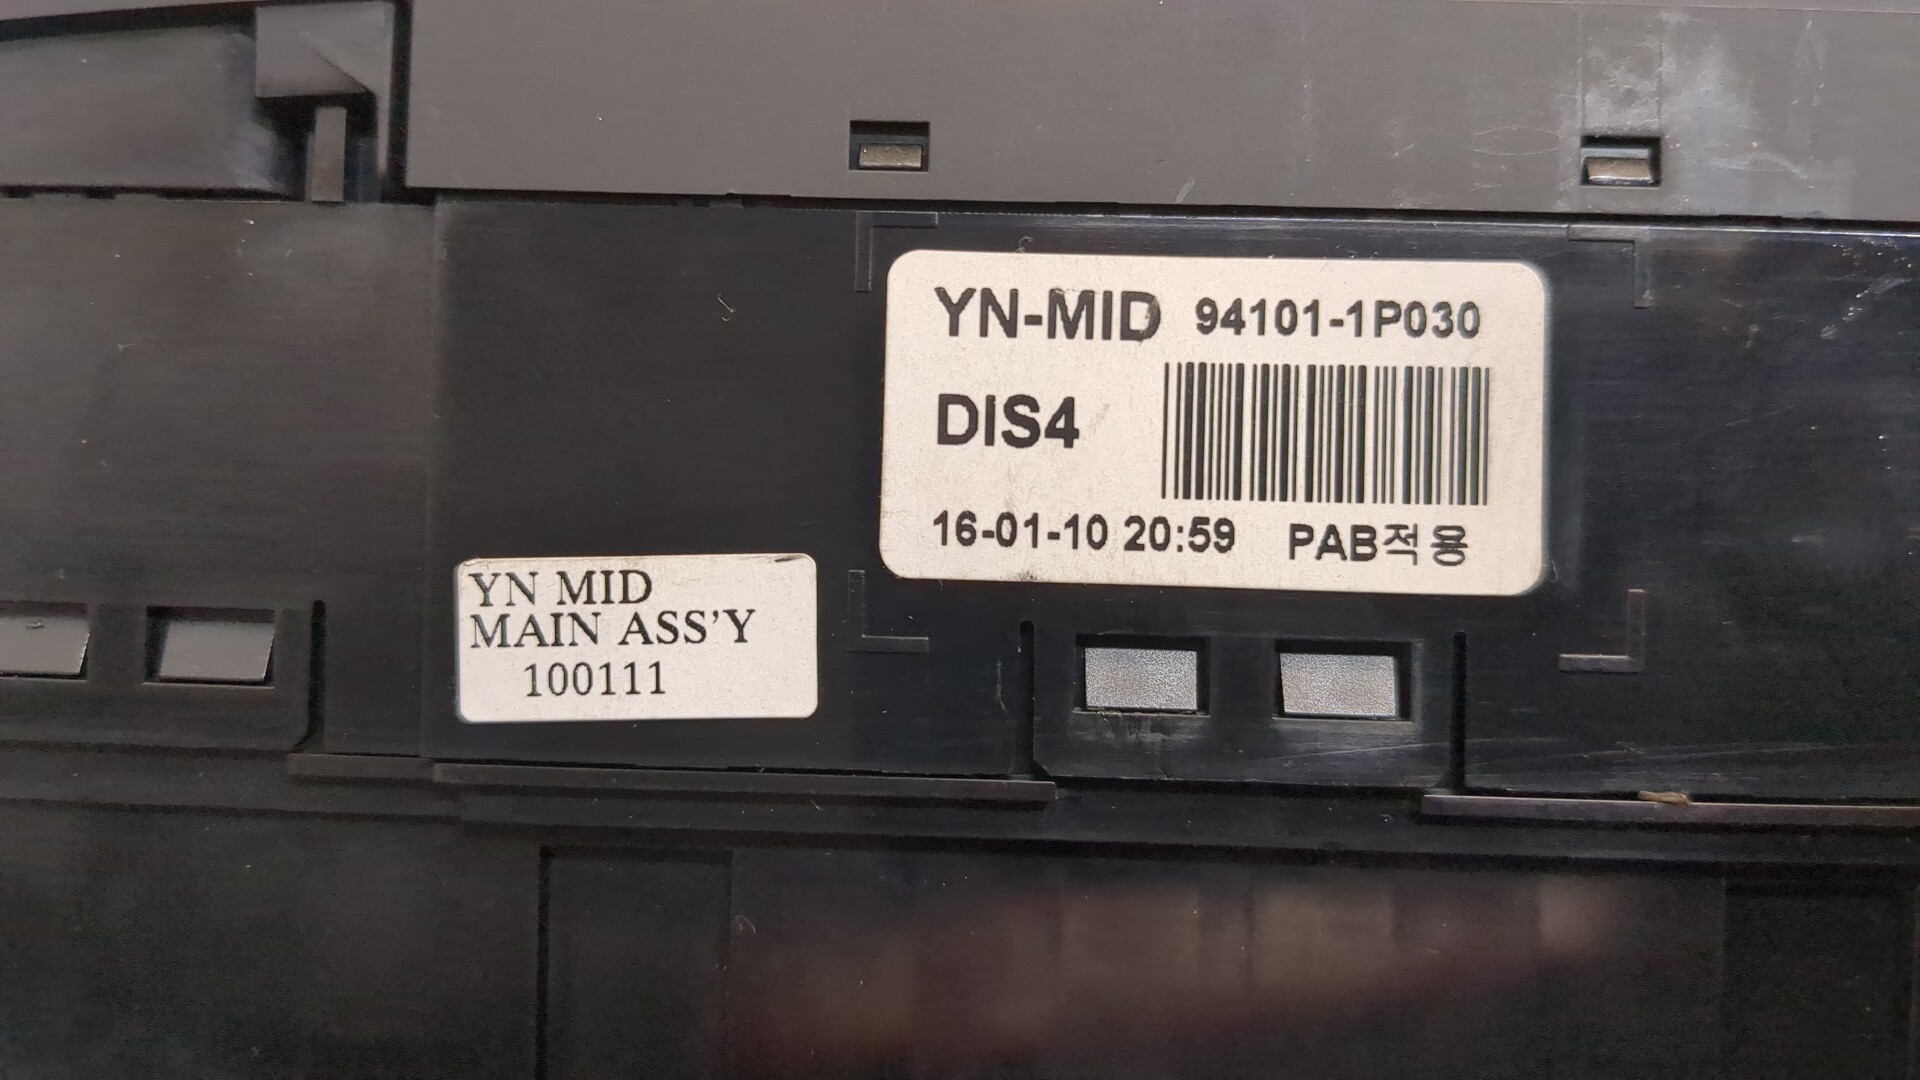 YN-MID 94101-1P030
DIS4
16-01-10 20:59 PAB적용
YN MID
MAIN ASS'Y
100111